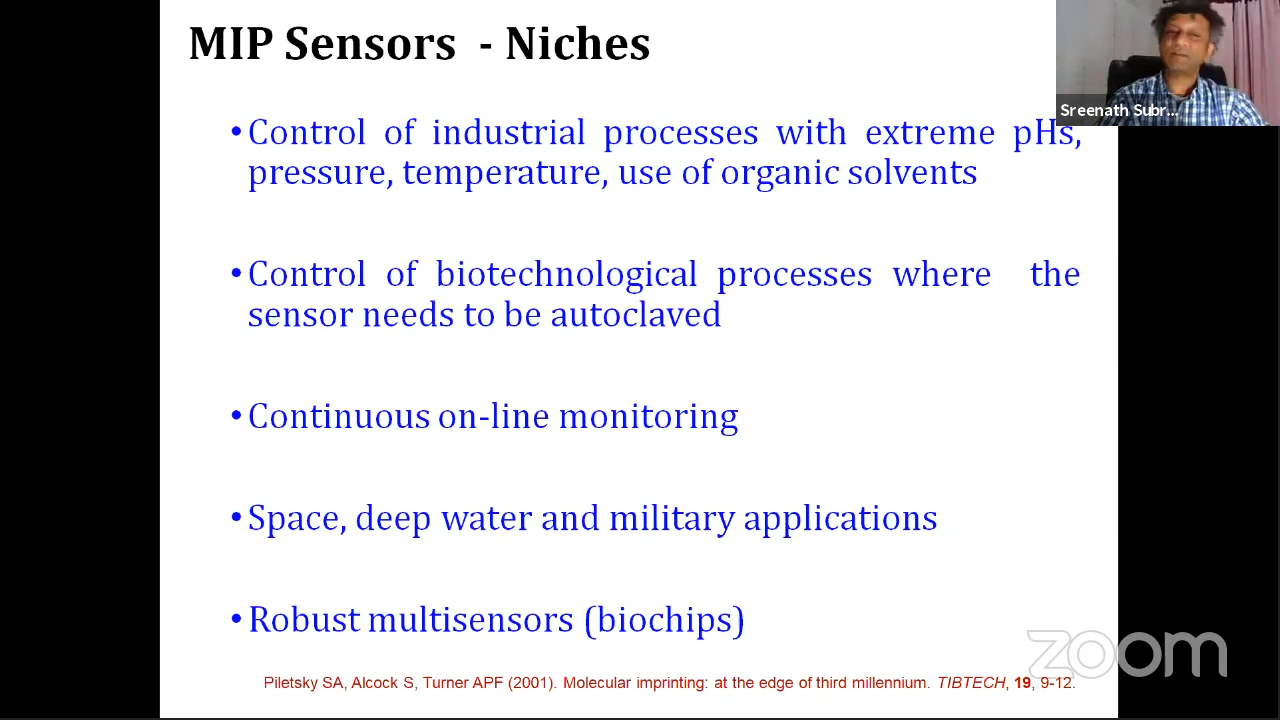 MIP Sensors - Niches
Sreenath Subr...
•Control of industrial processes with extreme pHs,
pressure, temperature, use of organic solvents
•Control of biotechnological processes where the
sensor needs to be autoclaved
•Continuous on-line monitoring
•Space, deep water and military applications
•Robust multisensors (biochips)
zoom
Piletsky SA, Alcock S, Turner APF (2001). Molecular imprinting: at the edge of third millennium. TIBTECH, 19, 9-12.